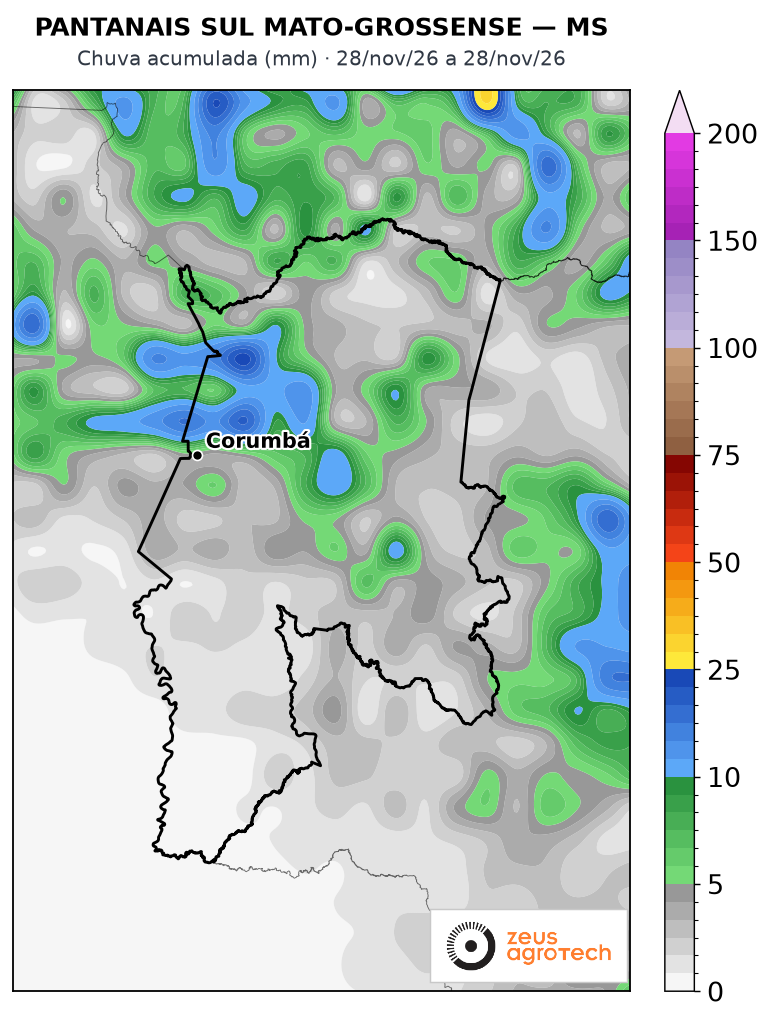 PANTANAIS SUL MATO-GROSSENSE — MS
Chuva acumulada (mm) · 28/nov/26 a 28/nov/26
200
150
100
75
50
25
10
5
0
Corumbá
zeus
agrotech